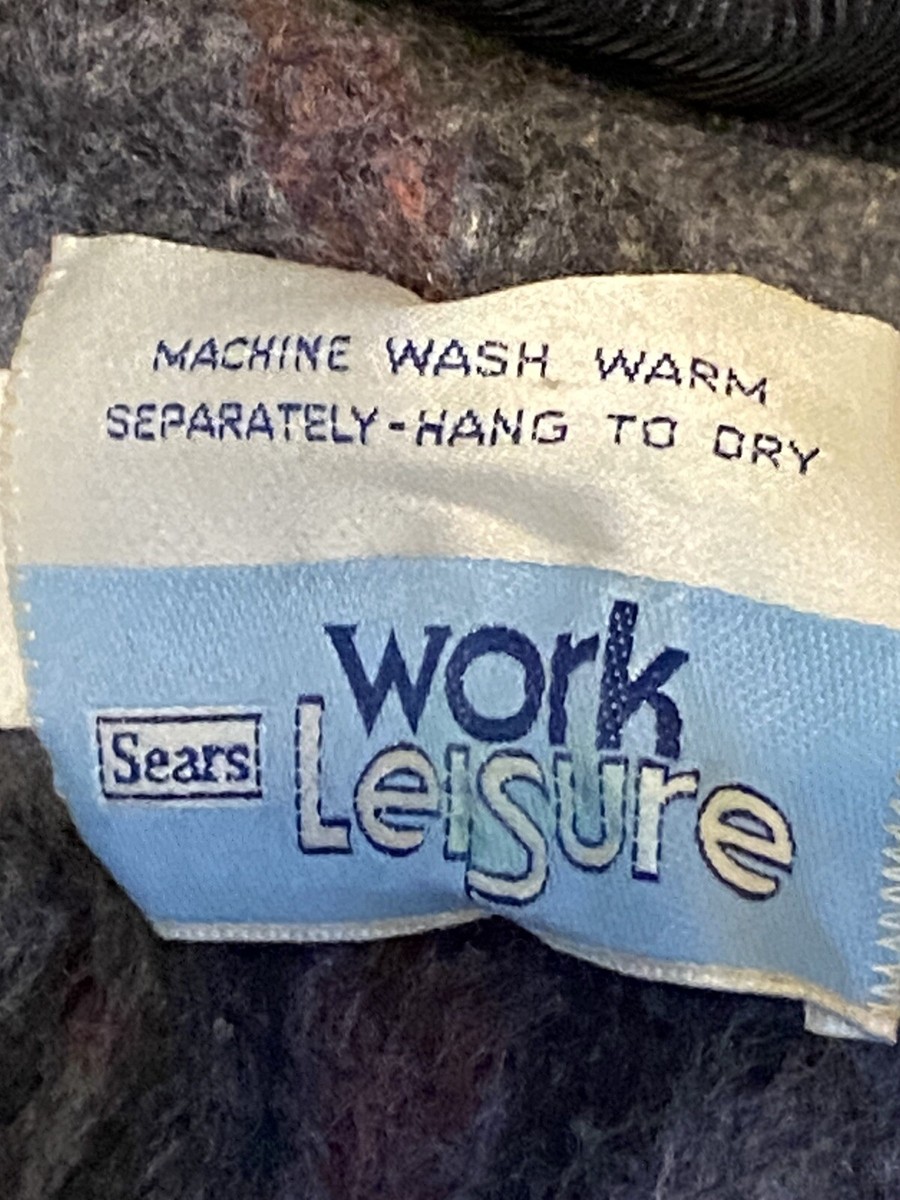 MACHINE WASH WARM
SEPARATELY-HANG TO DRY
work
Sears Leisure